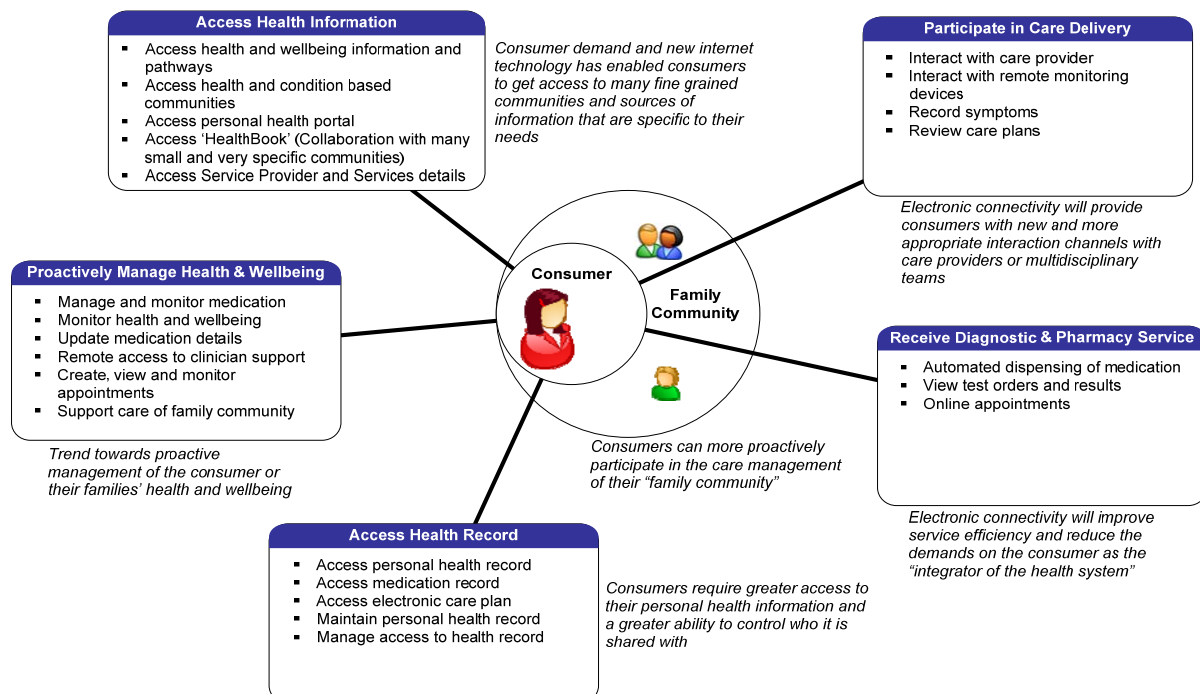 Access Health Information
▪ Access health and wellbeing information and
pathways
▪ Access health and condition based
communities
▪ Access personal health portal
▪ Access ‘HealthBook’ (Collaboration with many
small and very specific communities)
▪ Access Service Provider and Services details
Consumer demand and new internet
technology has enabled consumers
to get access to many fine grained
communities and sources of
information that are specific to their
needs
Participate in Care Delivery
▪ Interact with care provider
▪ Interact with remote monitoring
devices
▪ Record symptoms
▪ Review care plans
Electronic connectivity will provide
consumers with new and more
appropriate interaction channels with
care providers or multidisciplinary
teams
Proactively Manage Health & Wellbeing
▪ Manage and monitor medication
▪ Monitor health and wellbeing
▪ Update medication details
▪ Remote access to clinician support
▪ Create, view and monitor
appointments
▪ Support care of family community
Trend towards proactive
management of the consumer or
their families’ health and wellbeing
Consumer
Family
Community
Consumers can more proactively
participate in the care management
of their “family community”
Receive Diagnostic & Pharmacy Service
▪ Automated dispensing of medication
▪ View test orders and results
▪ Online appointments
Electronic connectivity will improve
service efficiency and reduce the
demands on the consumer as the
“integrator of the health system”
Access Health Record
▪ Access personal health record
▪ Access medication record
▪ Access electronic care plan
▪ Maintain personal health record
▪ Manage access to health record
Consumers require greater access to
their personal health information and
a greater ability to control who it is
shared with